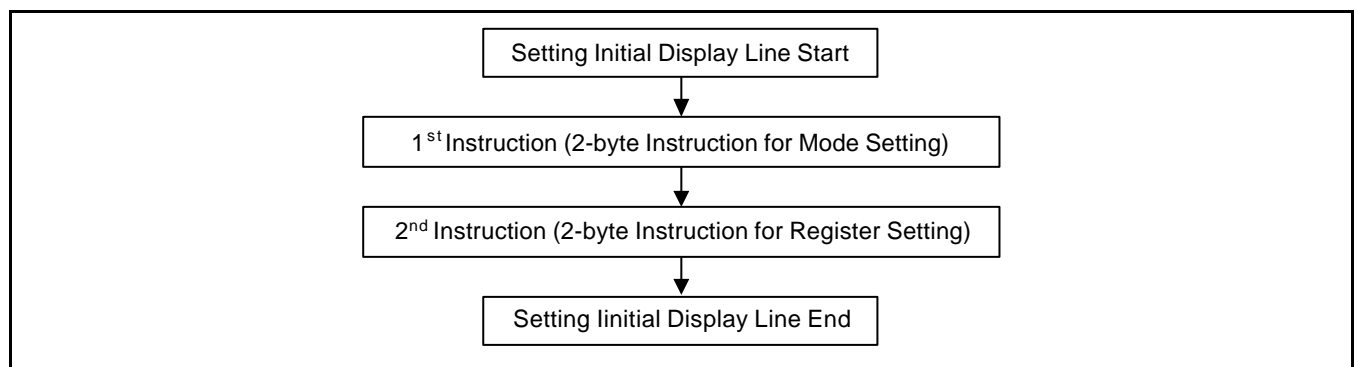 Setting Initial Display Line Start
1st Instruction (2-byte Instruction for Mode Setting)
2nd Instruction (2-byte Instruction for Register Setting)
Setting Iinitial Display Line End